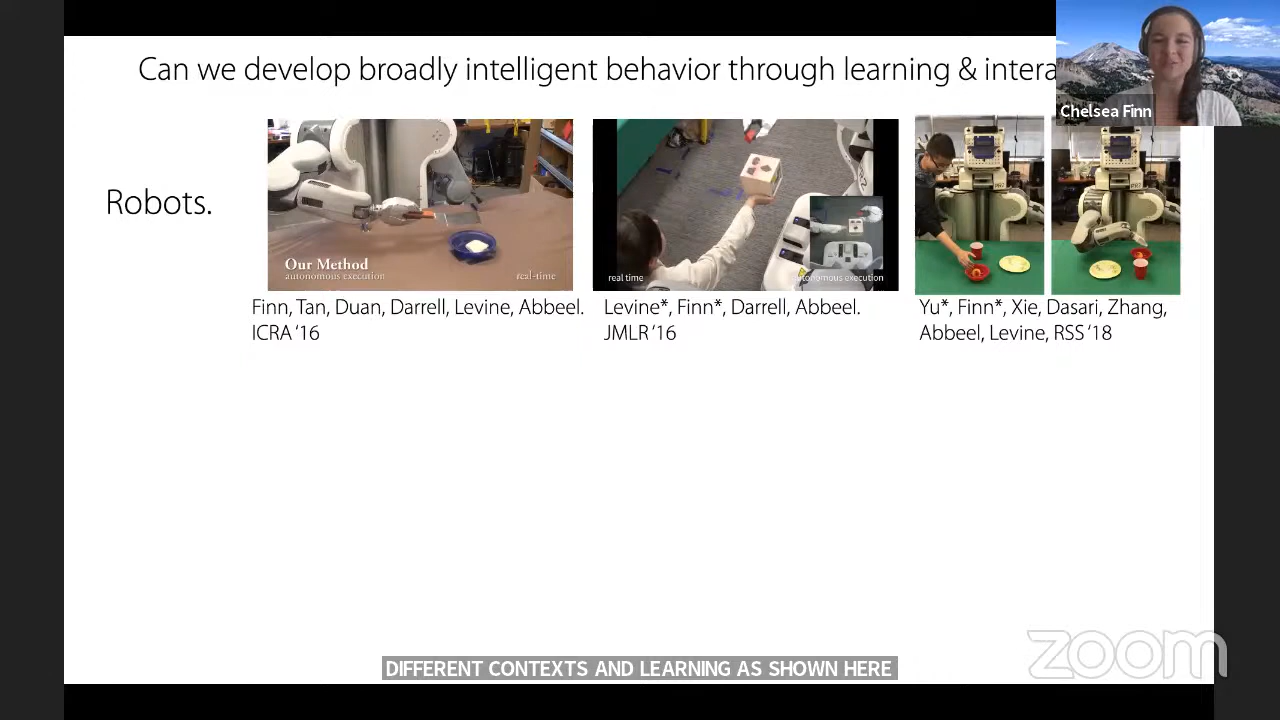 Can we develop broadly intelligent behavior through learning & intera
Chelsea Finn
Robots.
Our Method
autonomous execution
real-time
real time
autonomous execution
Finn, Tan, Duan, Darrell, Levine, Abbeel.
ICRA ‘16
Levine*, Finn*, Darrell, Abbeel.
JMLR ‘16
Yu*, Finn*, Xie, Dasari, Zhang,
Abbeel, Levine, RSS ‘18
DIFFERENT CONTEXTS AND LEARNING AS SHOWN HERE
zoom